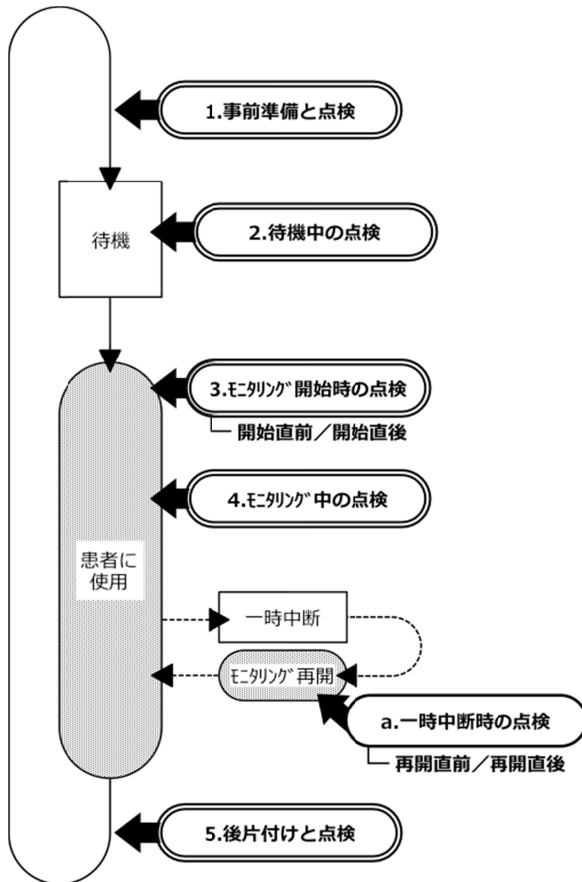 1.事前準備と点検
待機
2.待機中の点検
3.ﾓﾆﾀﾘﾝｸﾞ開始時の点検
開始直前／開始直後
4.ﾓﾆﾀﾘﾝｸﾞ中の点検
患者に
使用
一時中断
ﾓﾆﾀﾘﾝｸﾞ再開
a.一時中断時の点検
再開直前／再開直後
5.後片付けと点検